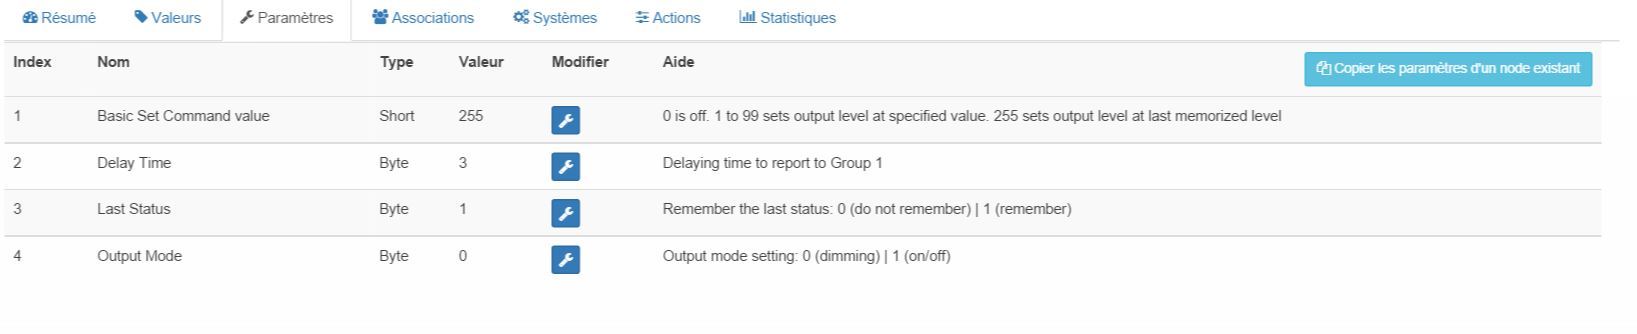 Résumé Valeurs Paramètres Associations Systèmes Actions Statistiques
Index Nom Type Valeur Modifier Aide Copier les paramètres d'un node existant
1 Basic Set Command value Short 255 0 is off. 1 to 99 sets output level at specified value. 255 sets output level at last memorized level
2 Delay Time Byte 3 Delaying time to report to Group 1
3 Last Status Byte 1 Remember the last status: 0 (do not remember) | 1 (remember)
4 Output Mode Byte 0 Output mode setting: 0 (dimming) | 1 (on/off)